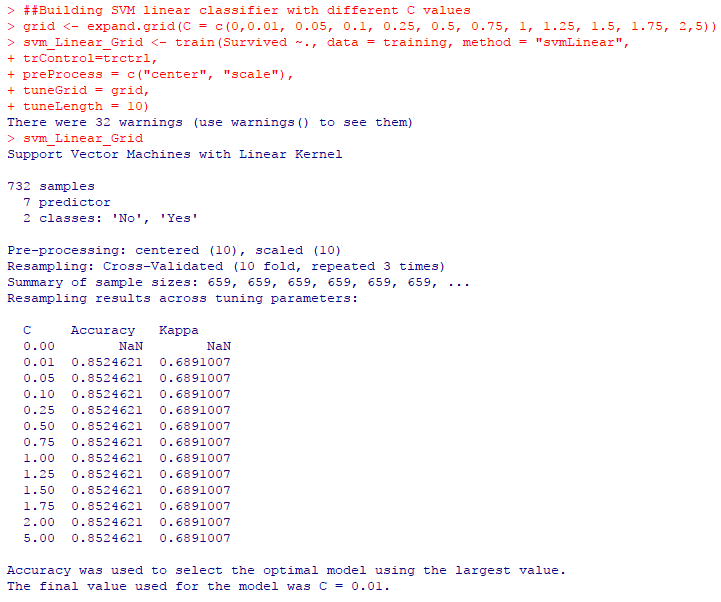 > ##Building SVM linear classifier with different C values
> grid <- expand.grid(C = c(0,0.01, 0.05, 0.1, 0.25, 0.5, 0.75, 1, 1.25, 1.5, 1.75, 2,5))
> svm_Linear_Grid <- train(Survived ~., data = training, method = "svmLinear",
+ trControl=trctrl,
+ preProcess = c("center", "scale"),
+ tuneGrid = grid,
+ tuneLength = 10)
There were 32 warnings (use warnings() to see them)
> svm_Linear_Grid
Support Vector Machines with Linear Kernel

732 samples
  7 predictor
  2 classes: 'No', 'Yes'

Pre-processing: centered (10), scaled (10)
Resampling: Cross-Validated (10 fold, repeated 3 times)
Summary of sample sizes: 659, 659, 659, 659, 659, 659, ...
Resampling results across tuning parameters:

  C     Accuracy   Kappa
  0.00        NaN        NaN
  0.01  0.8524621  0.6891007
  0.05  0.8524621  0.6891007
  0.10  0.8524621  0.6891007
  0.25  0.8524621  0.6891007
  0.50  0.8524621  0.6891007
  0.75  0.8524621  0.6891007
  1.00  0.8524621  0.6891007
  1.25  0.8524621  0.6891007
  1.50  0.8524621  0.6891007
  1.75  0.8524621  0.6891007
  2.00  0.8524621  0.6891007
  5.00  0.8524621  0.6891007

Accuracy was used to select the optimal model using the largest value.
The final value used for the model was C = 0.01.